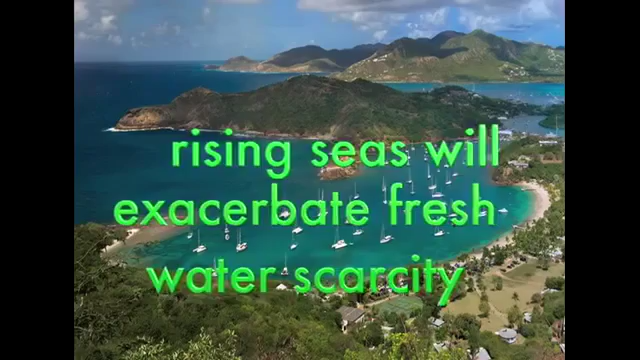 rising seas will
exacerbate fresh
water scarcity